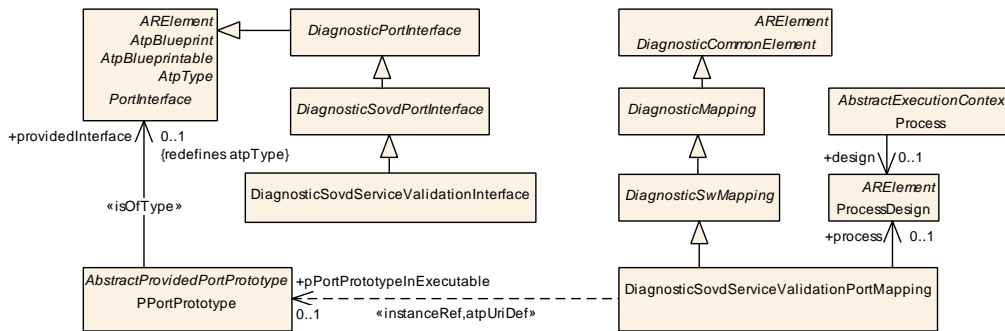 ARElement
AtpBlueprint
AtpBlueprintable
AtpType
PortInterface
DiagnosticPortInterface
ARElement
DiagnosticCommonElement
DiagnosticSovdPortInterface
DiagnosticMapping
AbstractExecutionContext
Process
+providedInterface
0..1
{redefines atpType}
+design
0..1
DiagnosticSovdServiceValidationInterface
DiagnosticSwMapping
ARElement
ProcessDesign
«isOfType»
+process
0..1
AbstractProvidedPortPrototype
PPortPrototype
+pPortPrototypeInExecutable
0..1
«instanceRef,atpUriDef»
DiagnosticSovdServiceValidationPortMapping